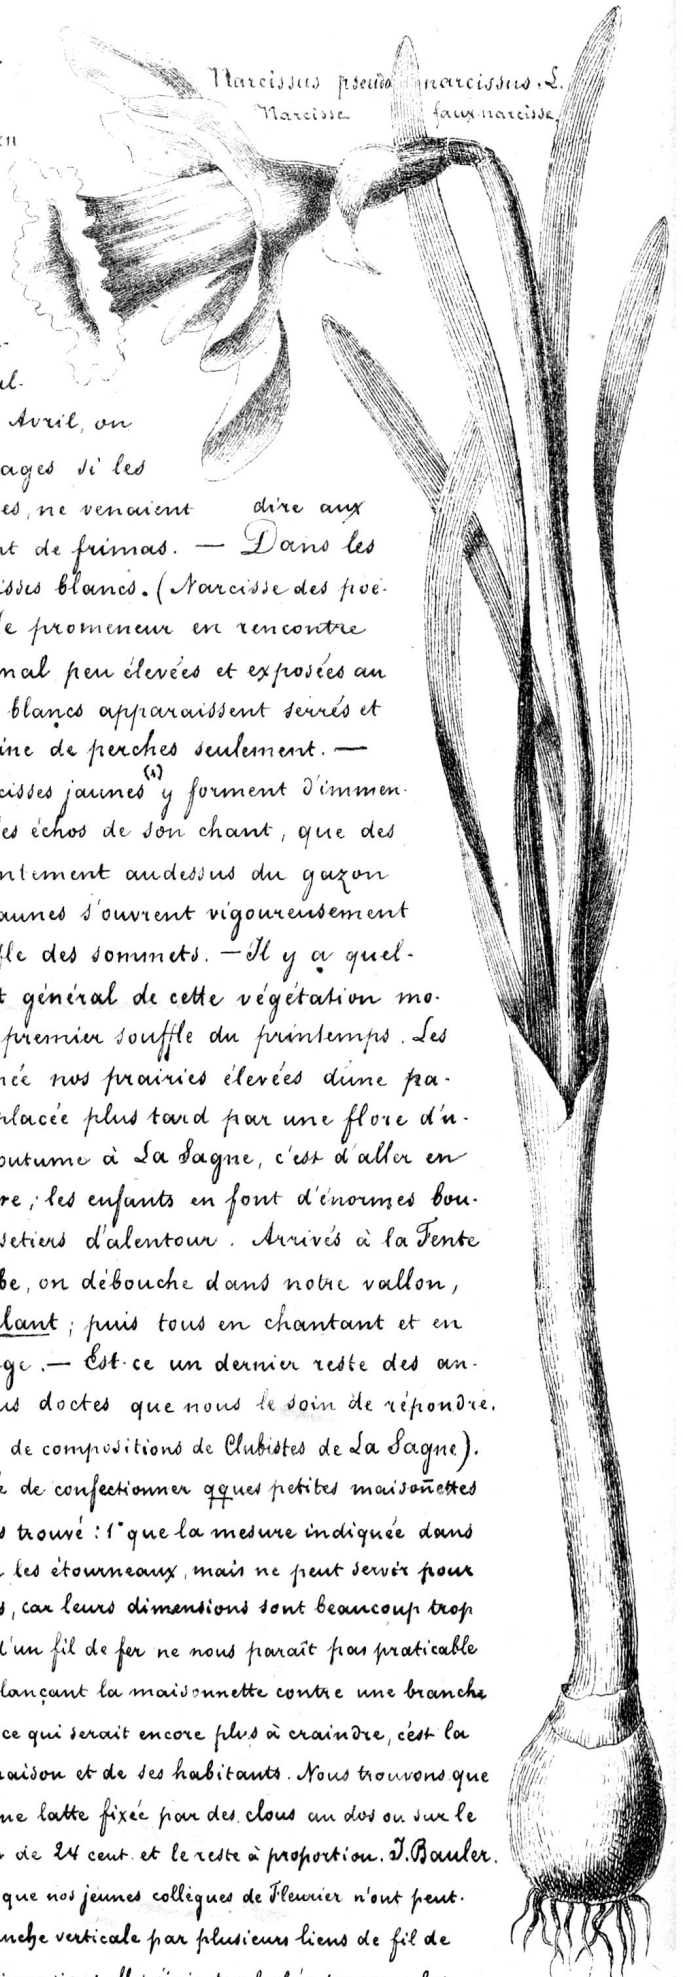 Narcissus pseudo narcissus. L.
Narcisse faux-narcisse.
en
al.
Avril, on
ages si les
es, ne venaient dire aux
nt de frimas. — Dans les
isses blancs. (Narcisse des poë-
le promeneur en rencontre
nal peu élevées et exposées au
blancs apparaissent serrés et
ine de perches seulement. —
cisses jaunes (1) y forment d'immen-
es échos de son chant, que des
ntement audessus du gazon
aunes s'ouvrent vigoureusement
fle des sommets. — Il y a quel-
t général de cette végétation mo-
premier souffle du printemps. Les
née nos prairies élevées d'une pa-
placée plus tard par une flore d'u-
outume à La Sagne, c'est d'aller en
re, les enfants en font d'énormes bou-
setiers d'alentour. Arrivés à la Tente
be, on débouche dans notre vallon,
lant ; puis tous en chantant et en
ge. — Est-ce un dernier reste des an-
us doctes que nous le soin de répondre.
de compositions de Clubistes de La Sagne).
é de confectionner qques petites maisonettes
s trouvé : 1° que la mesure indiquée dans
les étourneaux, mais ne peut servir pour
s, car leurs dimensions sont beaucoup trop
d'un fil de fer ne nous paraît pas praticable
lançant la maisonnette contre une branche
ce qui serait encore plus à craindre, c'est la
maison et de ses habitants. Nous trouvons que
ne latte fixée par des clous au dos ou sur le
de 24 cent. et le reste à proportion. J. Bauler.
que nos jeunes collègues de Fleurier n'ont peut-
nche verticale par plusieurs liens de fil de